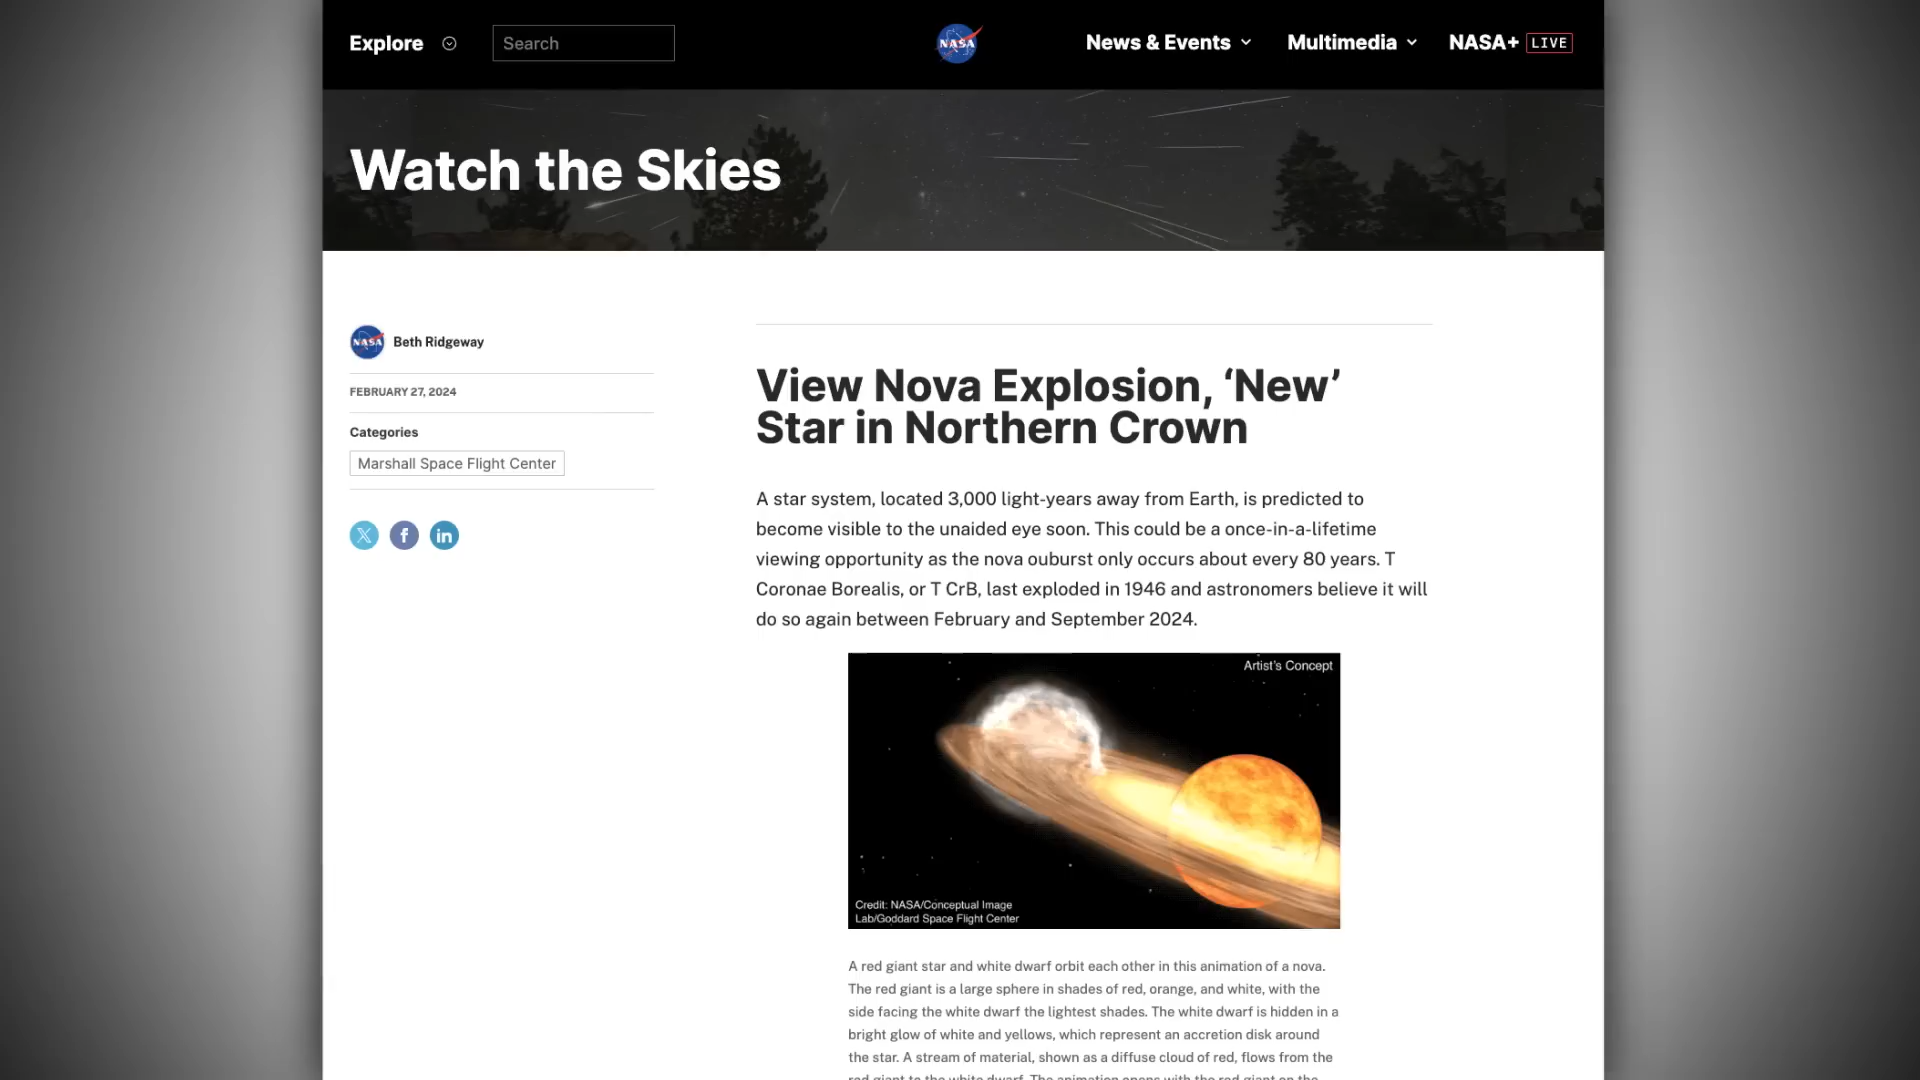 Explore
Search
NASA
News & Events
Multimedia
NASA+ LIVE
Watch the Skies
NASA
Beth Ridgeway
FEBRUARY 27, 2024
Categories
Marshall Space Flight Center
View Nova Explosion, ‘New’
Star in Northern Crown
A star system, located 3,000 light-years away from Earth, is predicted to
become visible to the unaided eye soon. This could be a once-in-a-lifetime
viewing opportunity as the nova ouburst only occurs about every 80 years. T
Coronae Borealis, or T CrB, last exploded in 1946 and astronomers believe it will
do so again between February and September 2024.
Artist's Concept
Credit: NASA/Conceptual Image
Lab/Goddard Space Flight Center
A red giant star and white dwarf orbit each other in this animation of a nova.
The red giant is a large sphere in shades of red, orange, and white, with the
side facing the white dwarf the lightest shades. The white dwarf is hidden in a
bright glow of white and yellows, which represent an accretion disk around
the star. A stream of material, shown as a diffuse cloud of red, flows from the
red giant to the white dwarf. The animation opens with the red giant on the